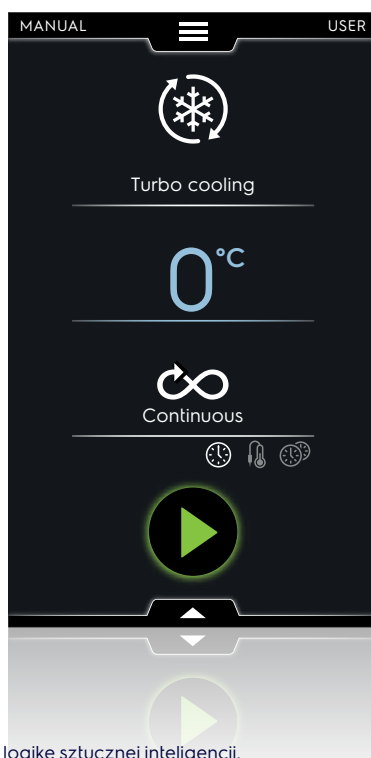 MANUAL USER
Turbo cooling
0°C
Continuous
logikę sztucznej inteligencji.